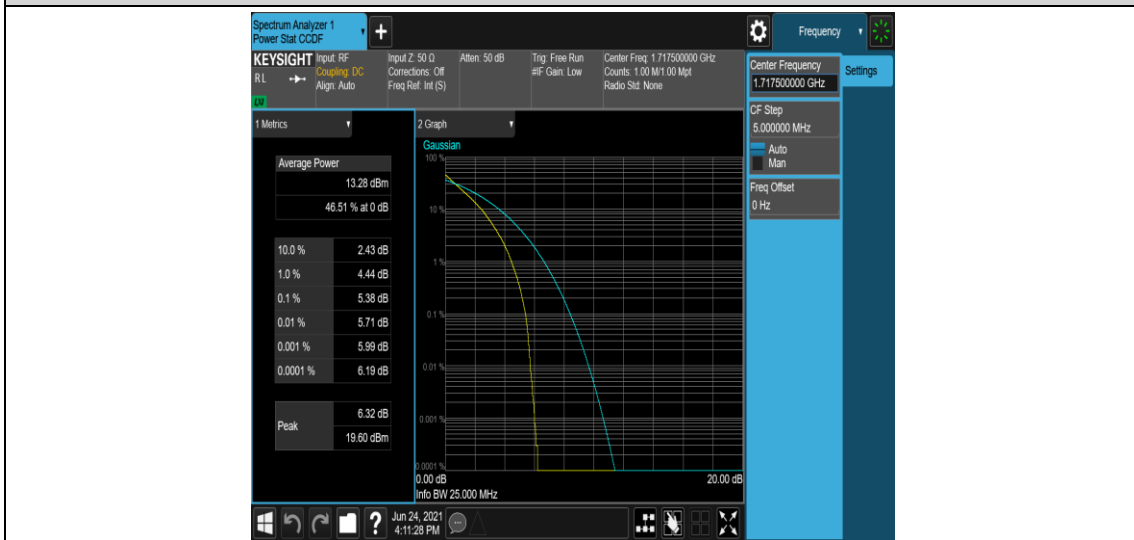 Spectrum Analyzer 1
Power Stat CCDF
+
Frequency
KEYSIGHT
RL
LXI
Input: RF
Coupling: DC
Align: Auto
Input Z: 50 Ω
Corrections: Off
Freq Ref: Int (S)
Atten: 50 dB
Trig: Free Run
#IF Gain: Low
Center Freq: 1.717500000 GHz
Counts: 1.00 M/1.00 Mpt
Radio Std: None
Center Frequency
1.717500000 GHz
Settings
CF Step
5.000000 MHz
Auto
Man
Freq Offset
0 Hz
1 Metrics
Average Power
13.28 dBm
46.51 % at 0 dB
10.0 % 2.43 dB
1.0 % 4.44 dB
0.1 % 5.38 dB
0.01 % 5.71 dB
0.001 % 5.99 dB
0.0001 % 6.19 dB
Peak 6.32 dB
19.60 dBm
2 Graph
Gaussian
100 %
10 %
1 %
0.1 %
0.01 %
0.001 %
0.0001 %
0.00 dB 20.00 dB
Info BW 25.000 MHz
?
Jun 24, 2021
4:11:28 PM